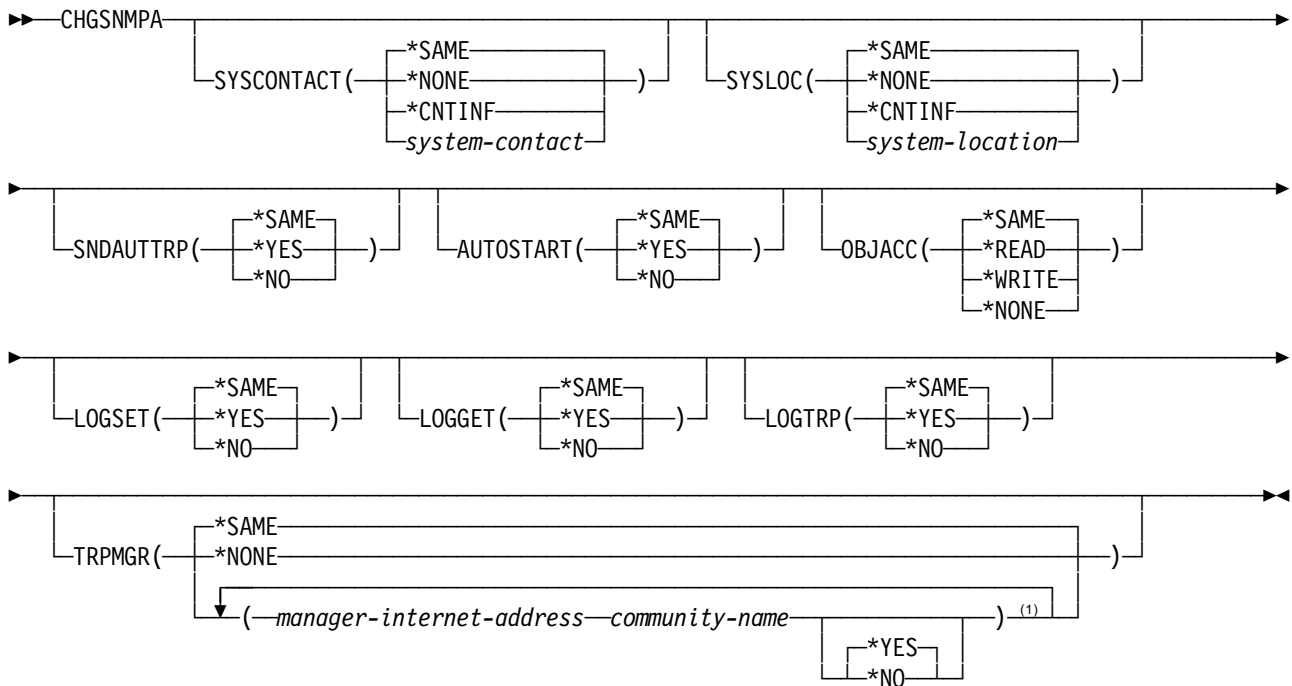 CHGSNMPA
*SAME *SAME
SYSCONTACT( *NONE ) SYSLOC( *NONE )
*CNTINF *CNTINF
system-contact system-location
*SAME *SAME *SAME
SNDAUTTRP( *YES ) AUTOSTART( *YES ) OBJACC( *READ )
*NO *NO *WRITE
*NONE
*SAME *SAME *SAME
LOGSET( *YES ) LOGGET( *YES ) LOGTRP( *YES )
*NO *NO *NO
*SAME
TRPMGR( *NONE )
( manager-internet-address community-name ) (1)
*YES
*NO